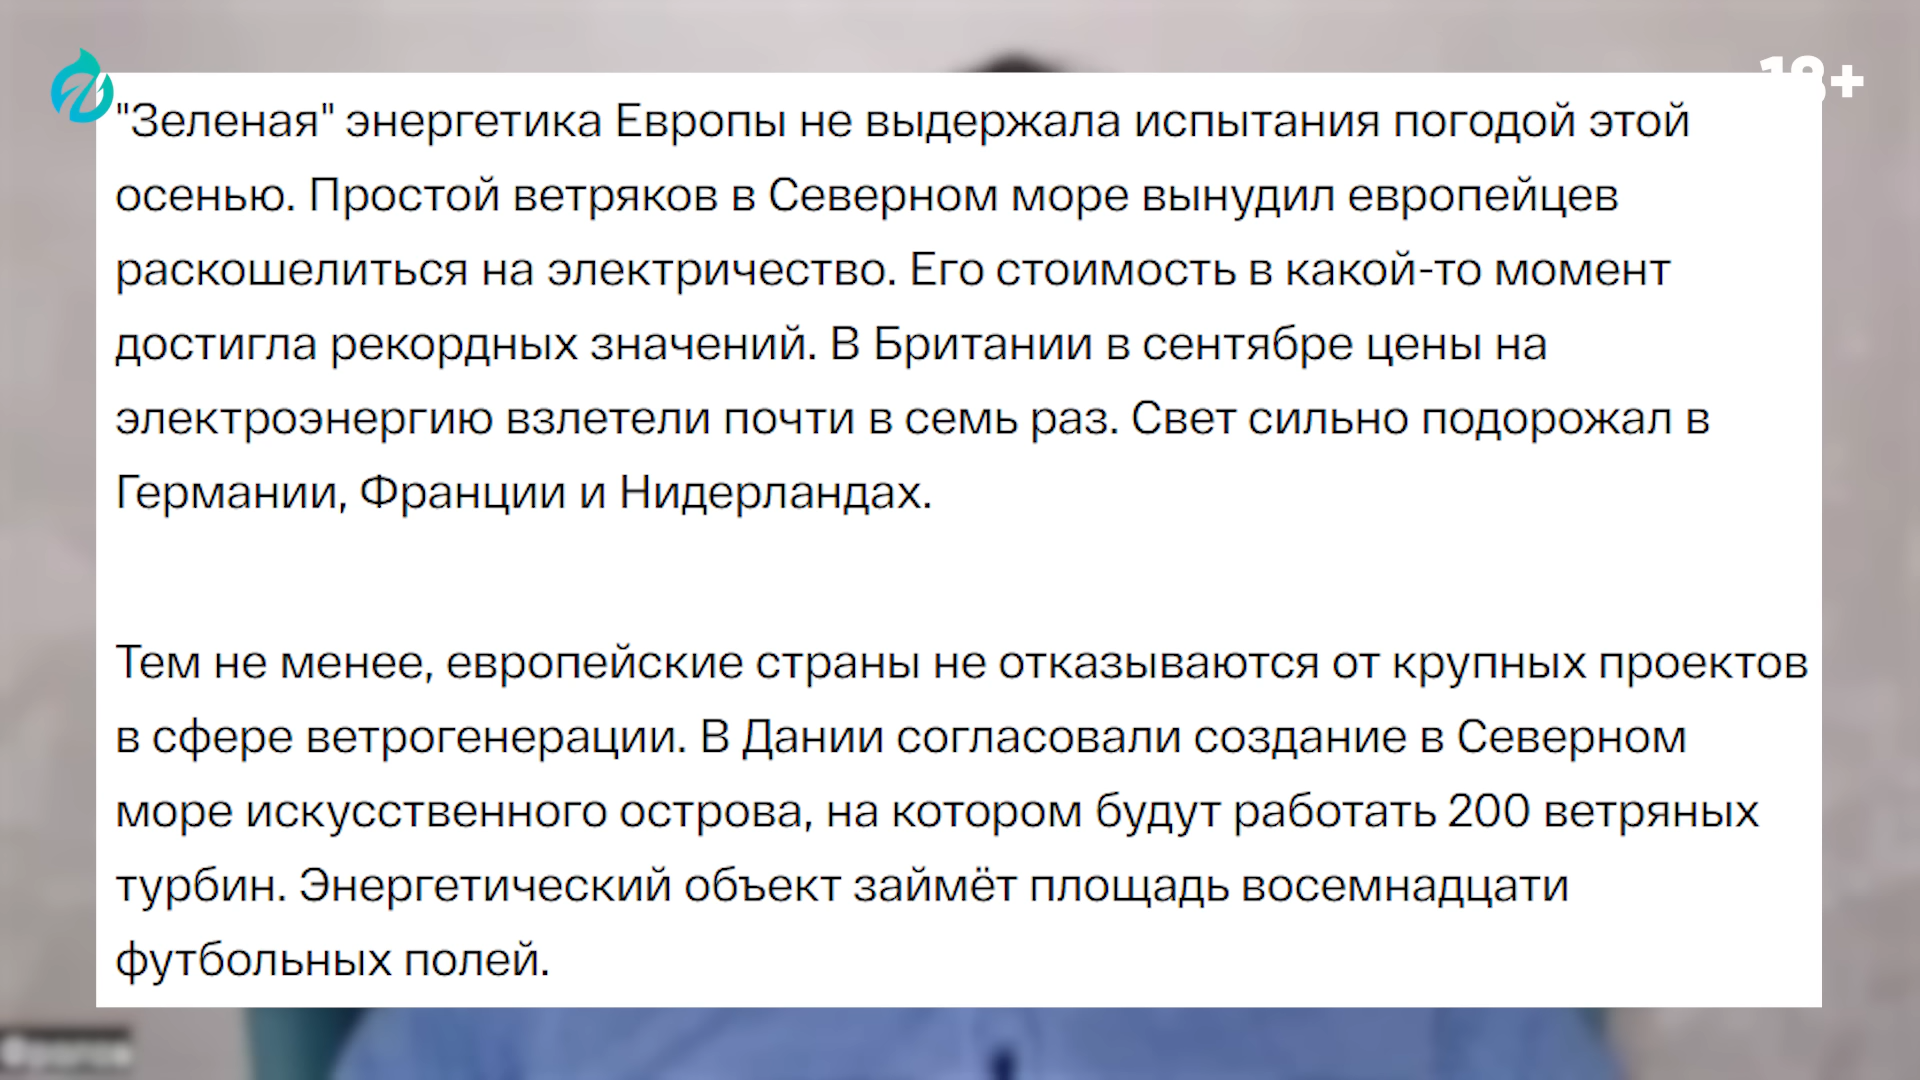 18+
"Зеленая" энергетика Европы не выдержала испытания погодой этой
осенью. Простой ветряков в Северном море вынудил европейцев
раскошелиться на электричество. Его стоимость в какой-то момент
достигла рекордных значений. В Британии в сентябре цены на
электроэнергию взлетели почти в семь раз. Свет сильно подорожал в
Германии, Франции и Нидерландах.
Тем не менее, европейские страны не отказываются от крупных проектов
в сфере ветрогенерации. В Дании согласовали создание в Северном
море искусственного острова, на котором будут работать 200 ветряных
турбин. Энергетический объект займёт площадь восемнадцати
футбольных полей.